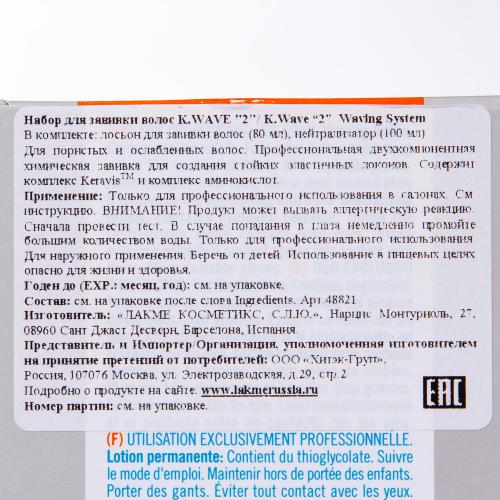 Набор для завивки волос K.WAVE "2"/ K.Wave “2” Waving System
В комплекте: лосьон для завивки волос (80 мл), нейтрализатор (100 мл)
Для пористых и ослабленных волос. Профессиональная двухкомпонентная
химическая завивка для создания стойких эластичных локонов. Содержит
комплекс Keravis™ и комплекс аминокислот.
Применение: Только для профессионального использования в салонах. См
инструкцию. ВНИМАНИЕ! Продукт может вызвать аллергическую реакцию.
Сначала провести тест. В случае попадания в глаза немедленно промойте
большим количеством воды. Только для профессионального использования
Для наружного применения. Беречь от детей. Использование в пищевых целях
опасно для жизни и здоровья.
Годен до (EXP.: месяц, год): см. на упаковке.
Состав: см. на упаковке после слова Ingredients. Арт.48821
Изготовитель: «ЛАКМЕ КОСМЕТИКС, С.Л.Ю.», Нарцис Монтуриоль, 27,
08960 Сант Джаст Десверн, Барселона, Испания.
Представитель и Импортер/Организация, уполномоченная изготовителем
на принятие претензий от потребителей: ООО «Хитэк-Групп»,
Россия, 107076 Москва, ул. Электрозаводская, д.29, стр.2
Подробно о продукте на сайте: www.lakmerussia.ru
Номер партии: см. на упаковке.
EAC
(F) UTILISATION EXCLUSIVEMENT PROFESSIONNELLE.
Lotion permanente: Contient du thioglycolate. Suivre
le mode d'emploi. Maintenir hors de portée des enfants.
Porter des gants. Éviter tout contact avec les yeux.